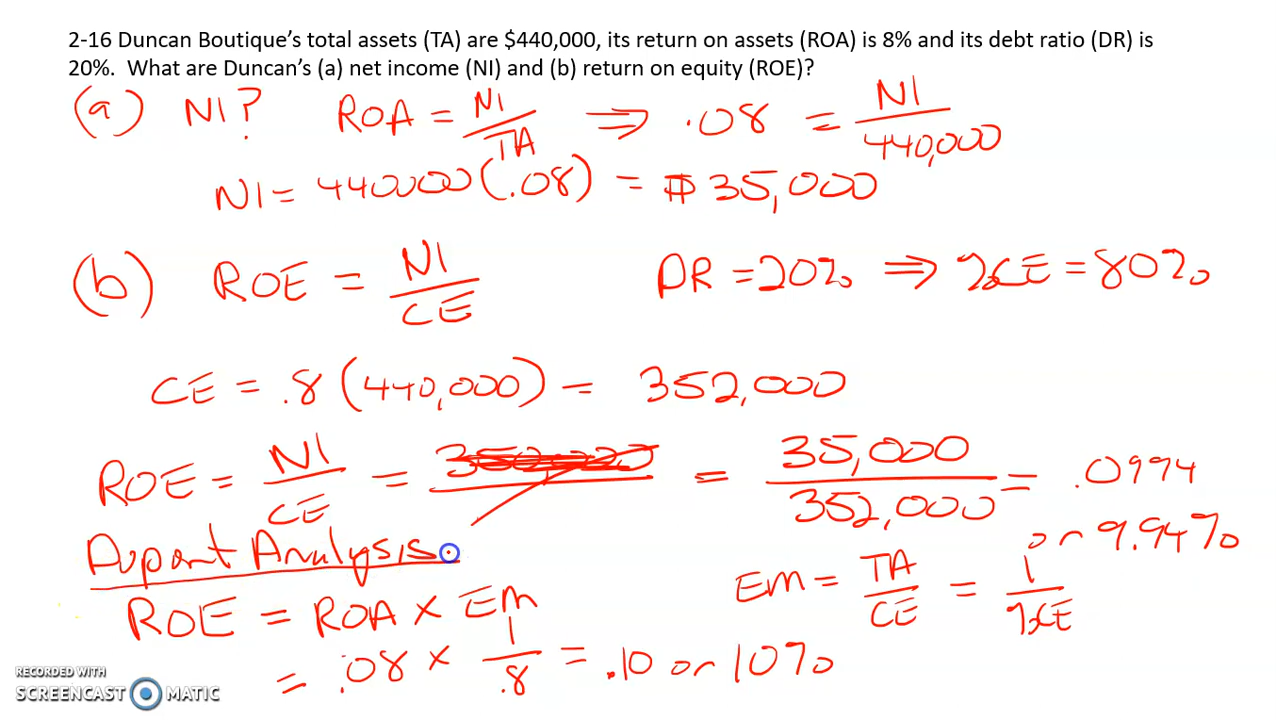 2-16 Duncan Boutique's total assets (TA) are $440,000, its return on assets (ROA) is 8% and its debt ratio (DR) is
20%. What are Duncan's (a) net income (NI) and (b) return on equity (ROE)?
(a) NI? ROA = NI/TA ⇒ .08 = NI/440,000
NI = 440000(.08) = $35,000
(b) ROE = NI/CE DR = 20% ⇒ %CE = 80%
CE = .8 (440,000) = 352,000
ROE = NI/CE = = 35,000/352,000 = .0994
or 9.94%
Dupont Analysis
EM = TA/CE = 1/%CE
ROE = ROA × EM
= .08 × 1/.8 = .10 or 10%
RECORDED WITH
SCREENCAST MATIC